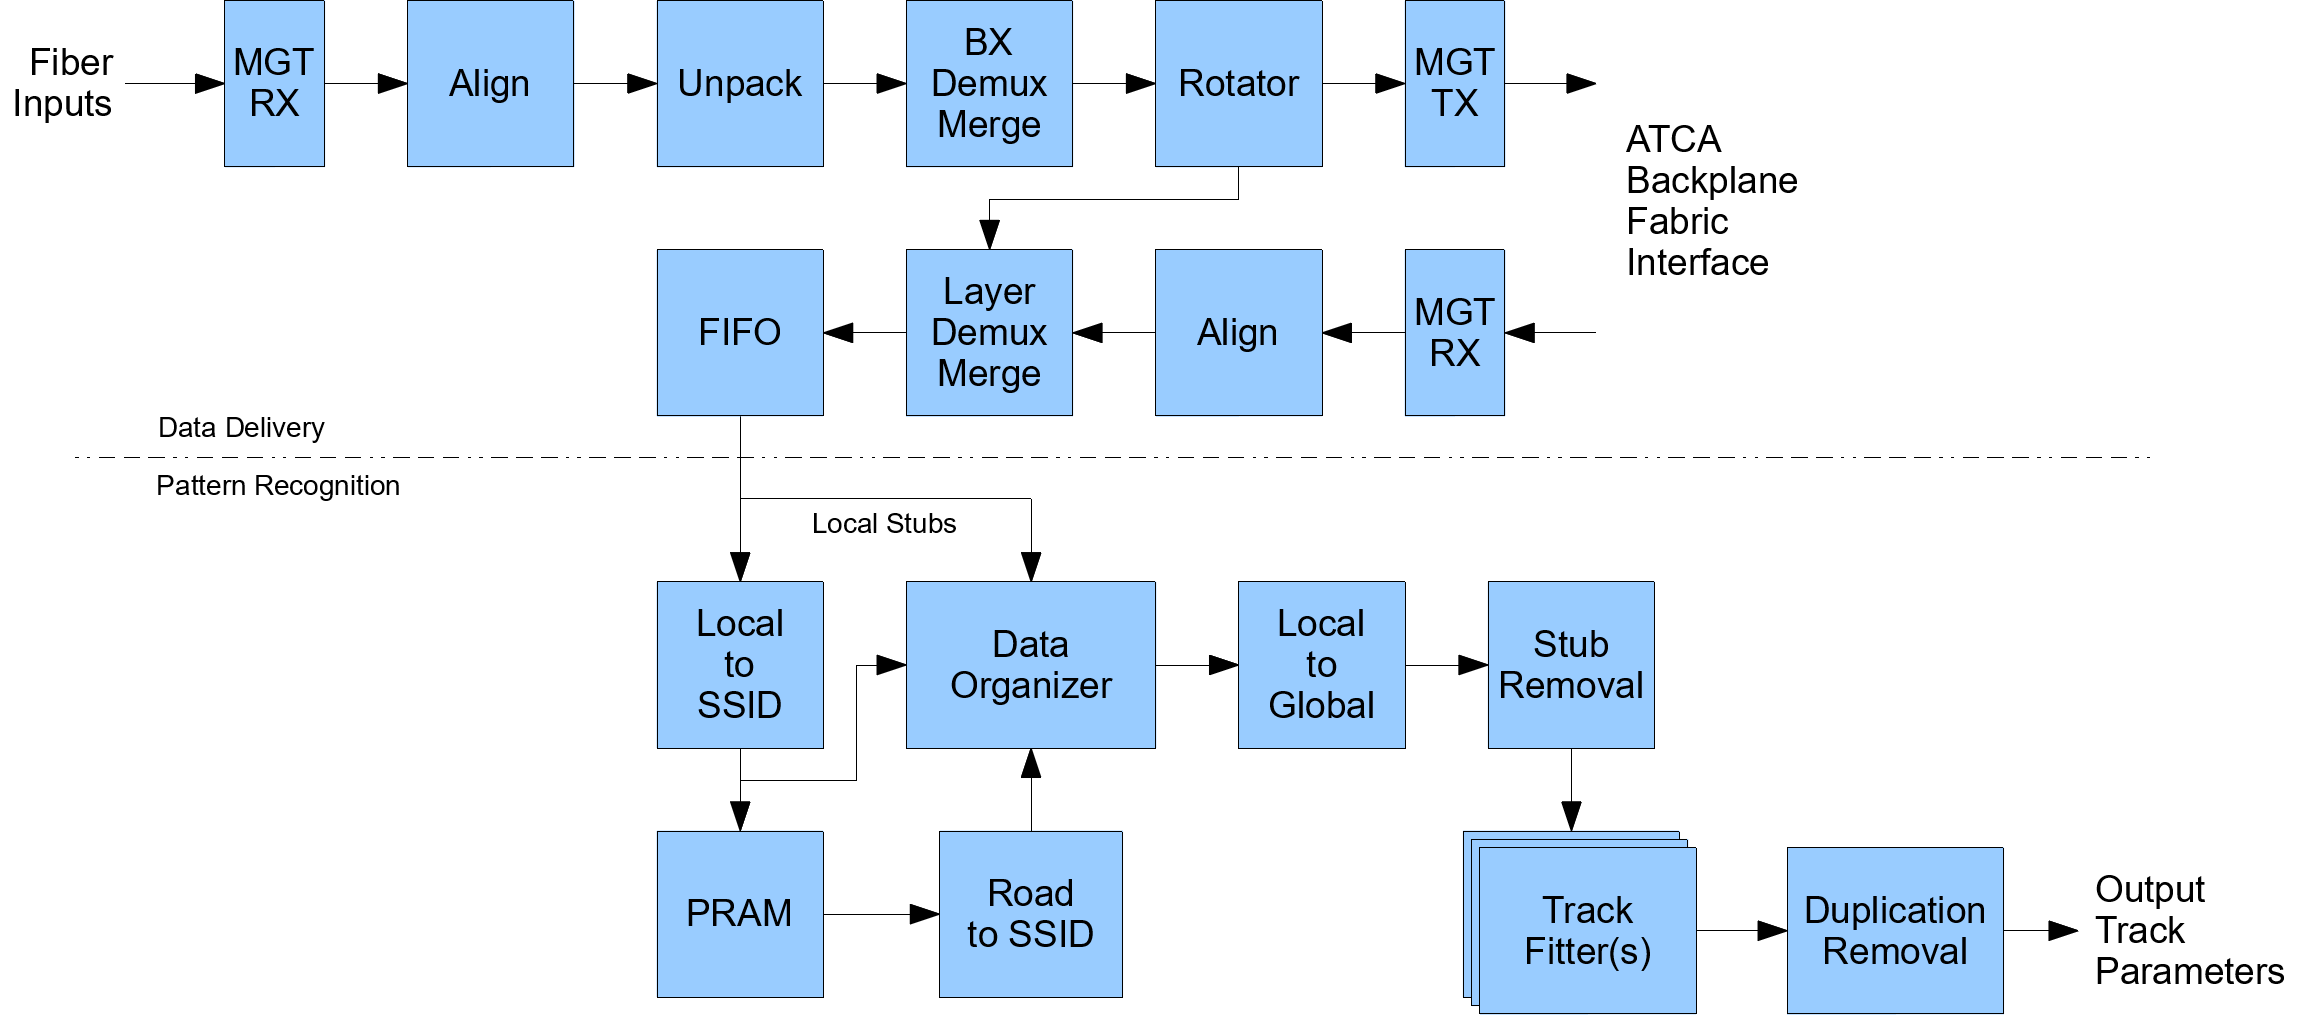 Fiber
Inputs
MGT
RX
Align
Unpack
BX
Demux
Merge
Rotator
MGT
TX
ATCA
Backplane
Fabric
Interface
FIFO
Layer
Demux
Merge
Align
MGT
RX
Data Delivery
Pattern Recognition
Local Stubs
Local
to
SSID
Data
Organizer
Local
to
Global
Stub
Removal
PRAM
Road
to SSID
Track
Fitter(s)
Duplication
Removal
Output
Track
Parameters